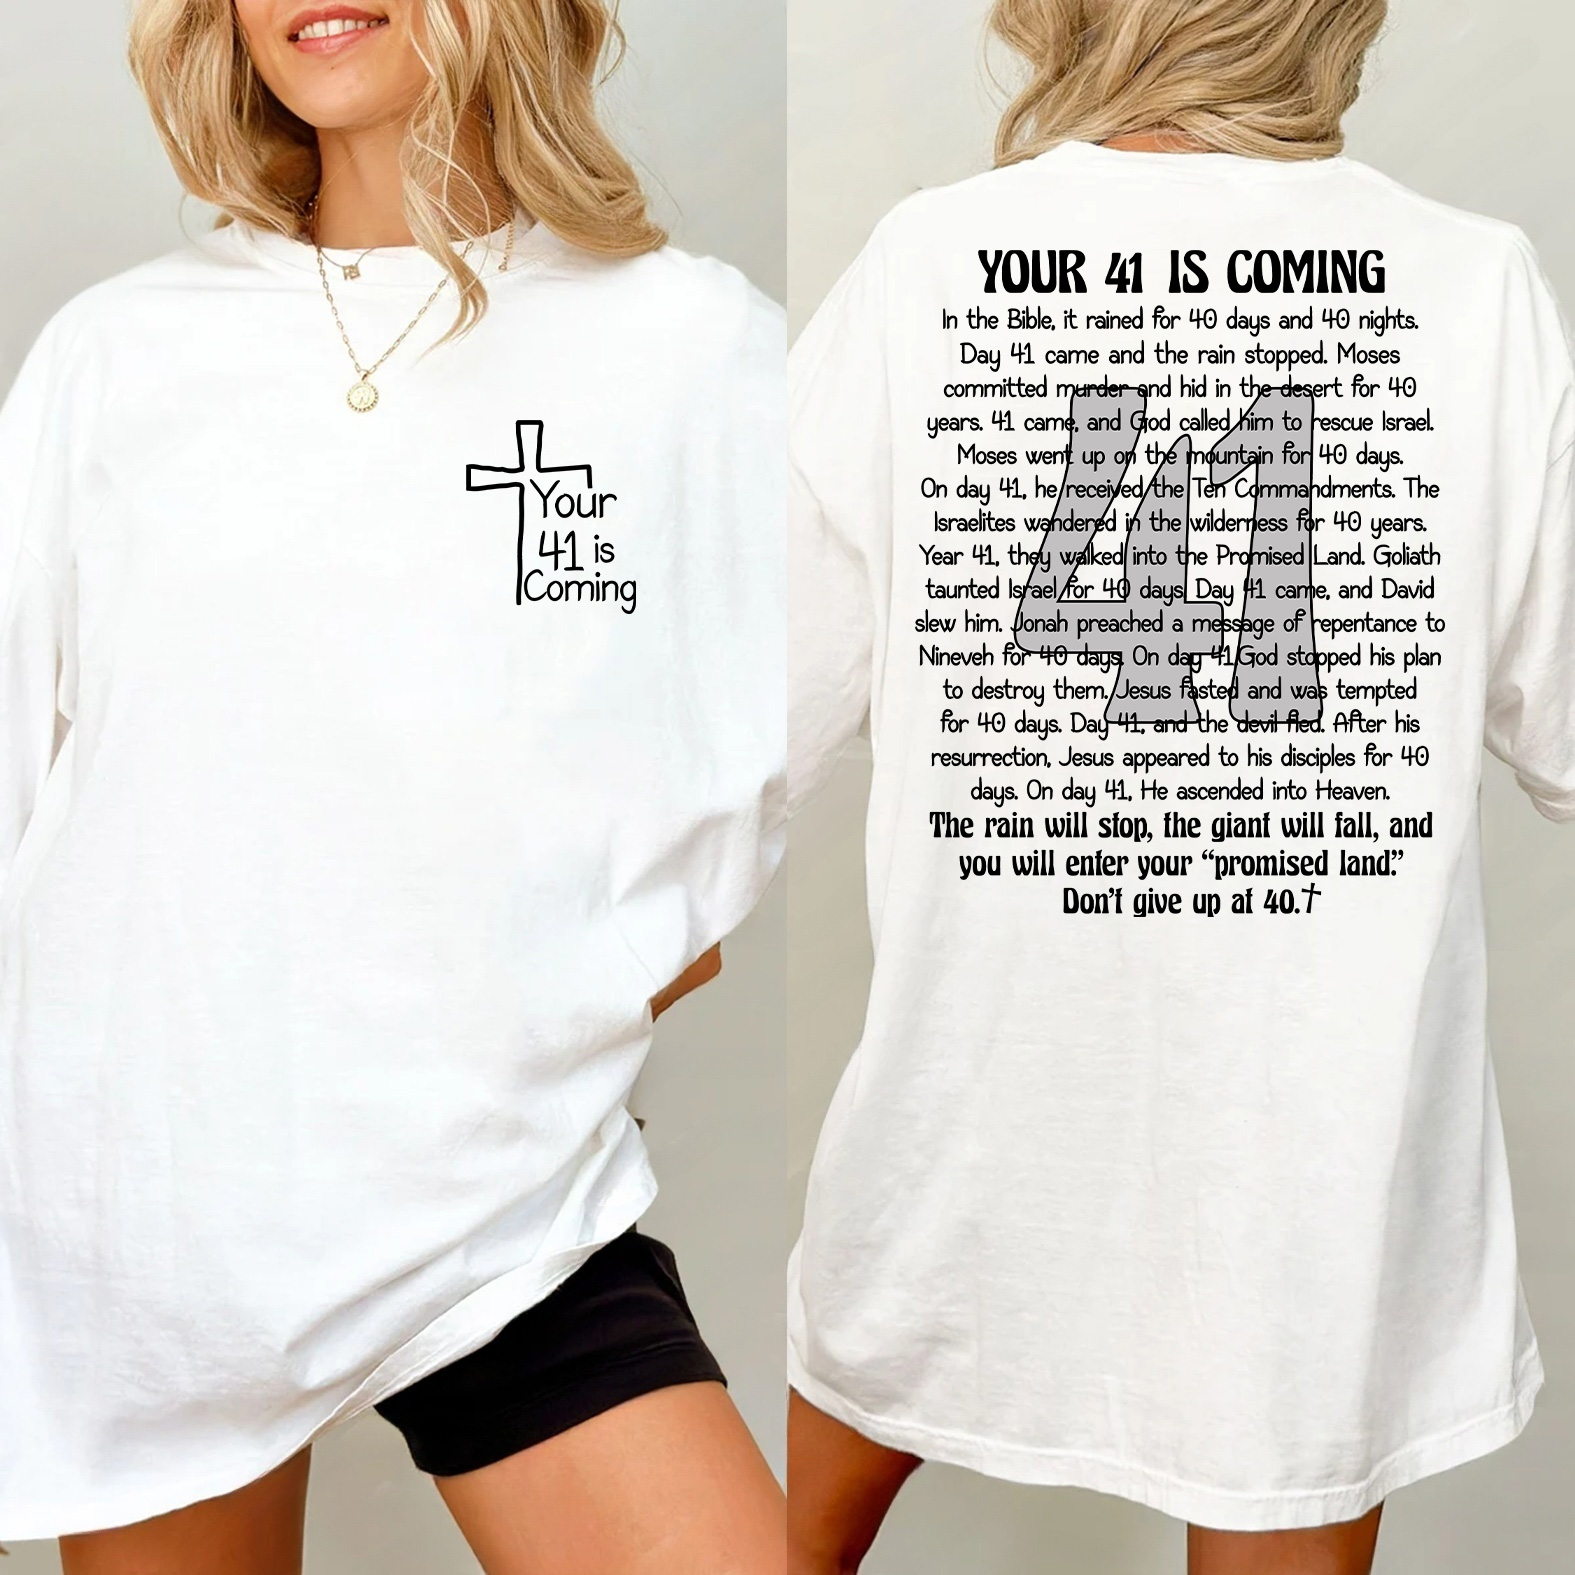 Your
41 is
Coming
YOUR 41 IS COMING
In the Bible, it rained for 40 days and 40 nights.
Day 41 came and the rain stopped. Moses
committed murder and hid in the desert for 40
years. 41 came, and God called him to rescue Israel.
Moses went up on the mountain for 40 days.
On day 41, he received the Ten Commandments. The
Israelites wandered in the wilderness for 40 years.
Year 41, they walked into the Promised Land. Goliath
taunted Israel for 40 days. Day 41 came, and David
slew him. Jonah preached a message of repentance to
Nineveh for 40 days. On day 41 God stopped his plan
to destroy them. Jesus fasted and was tempted
for 40 days. Day 41, and the devil fled. After his
resurrection, Jesus appeared to his disciples for 40
days. On day 41, He ascended into Heaven.
The rain will stop, the giant will fall, and
you will enter your “promised land.”
Don’t give up at 40.
41